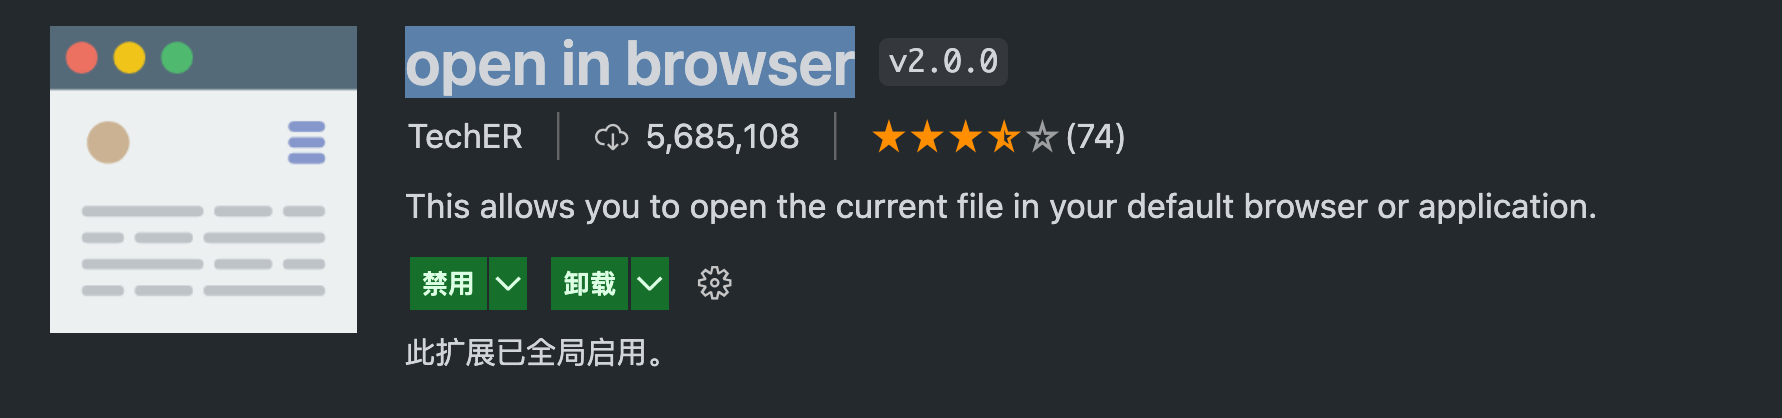 open in browser v2.0.0
TechER 5,685,108 (74)
This allows you to open the current file in your default browser or application.
禁用 卸载
此扩展已全局启用。